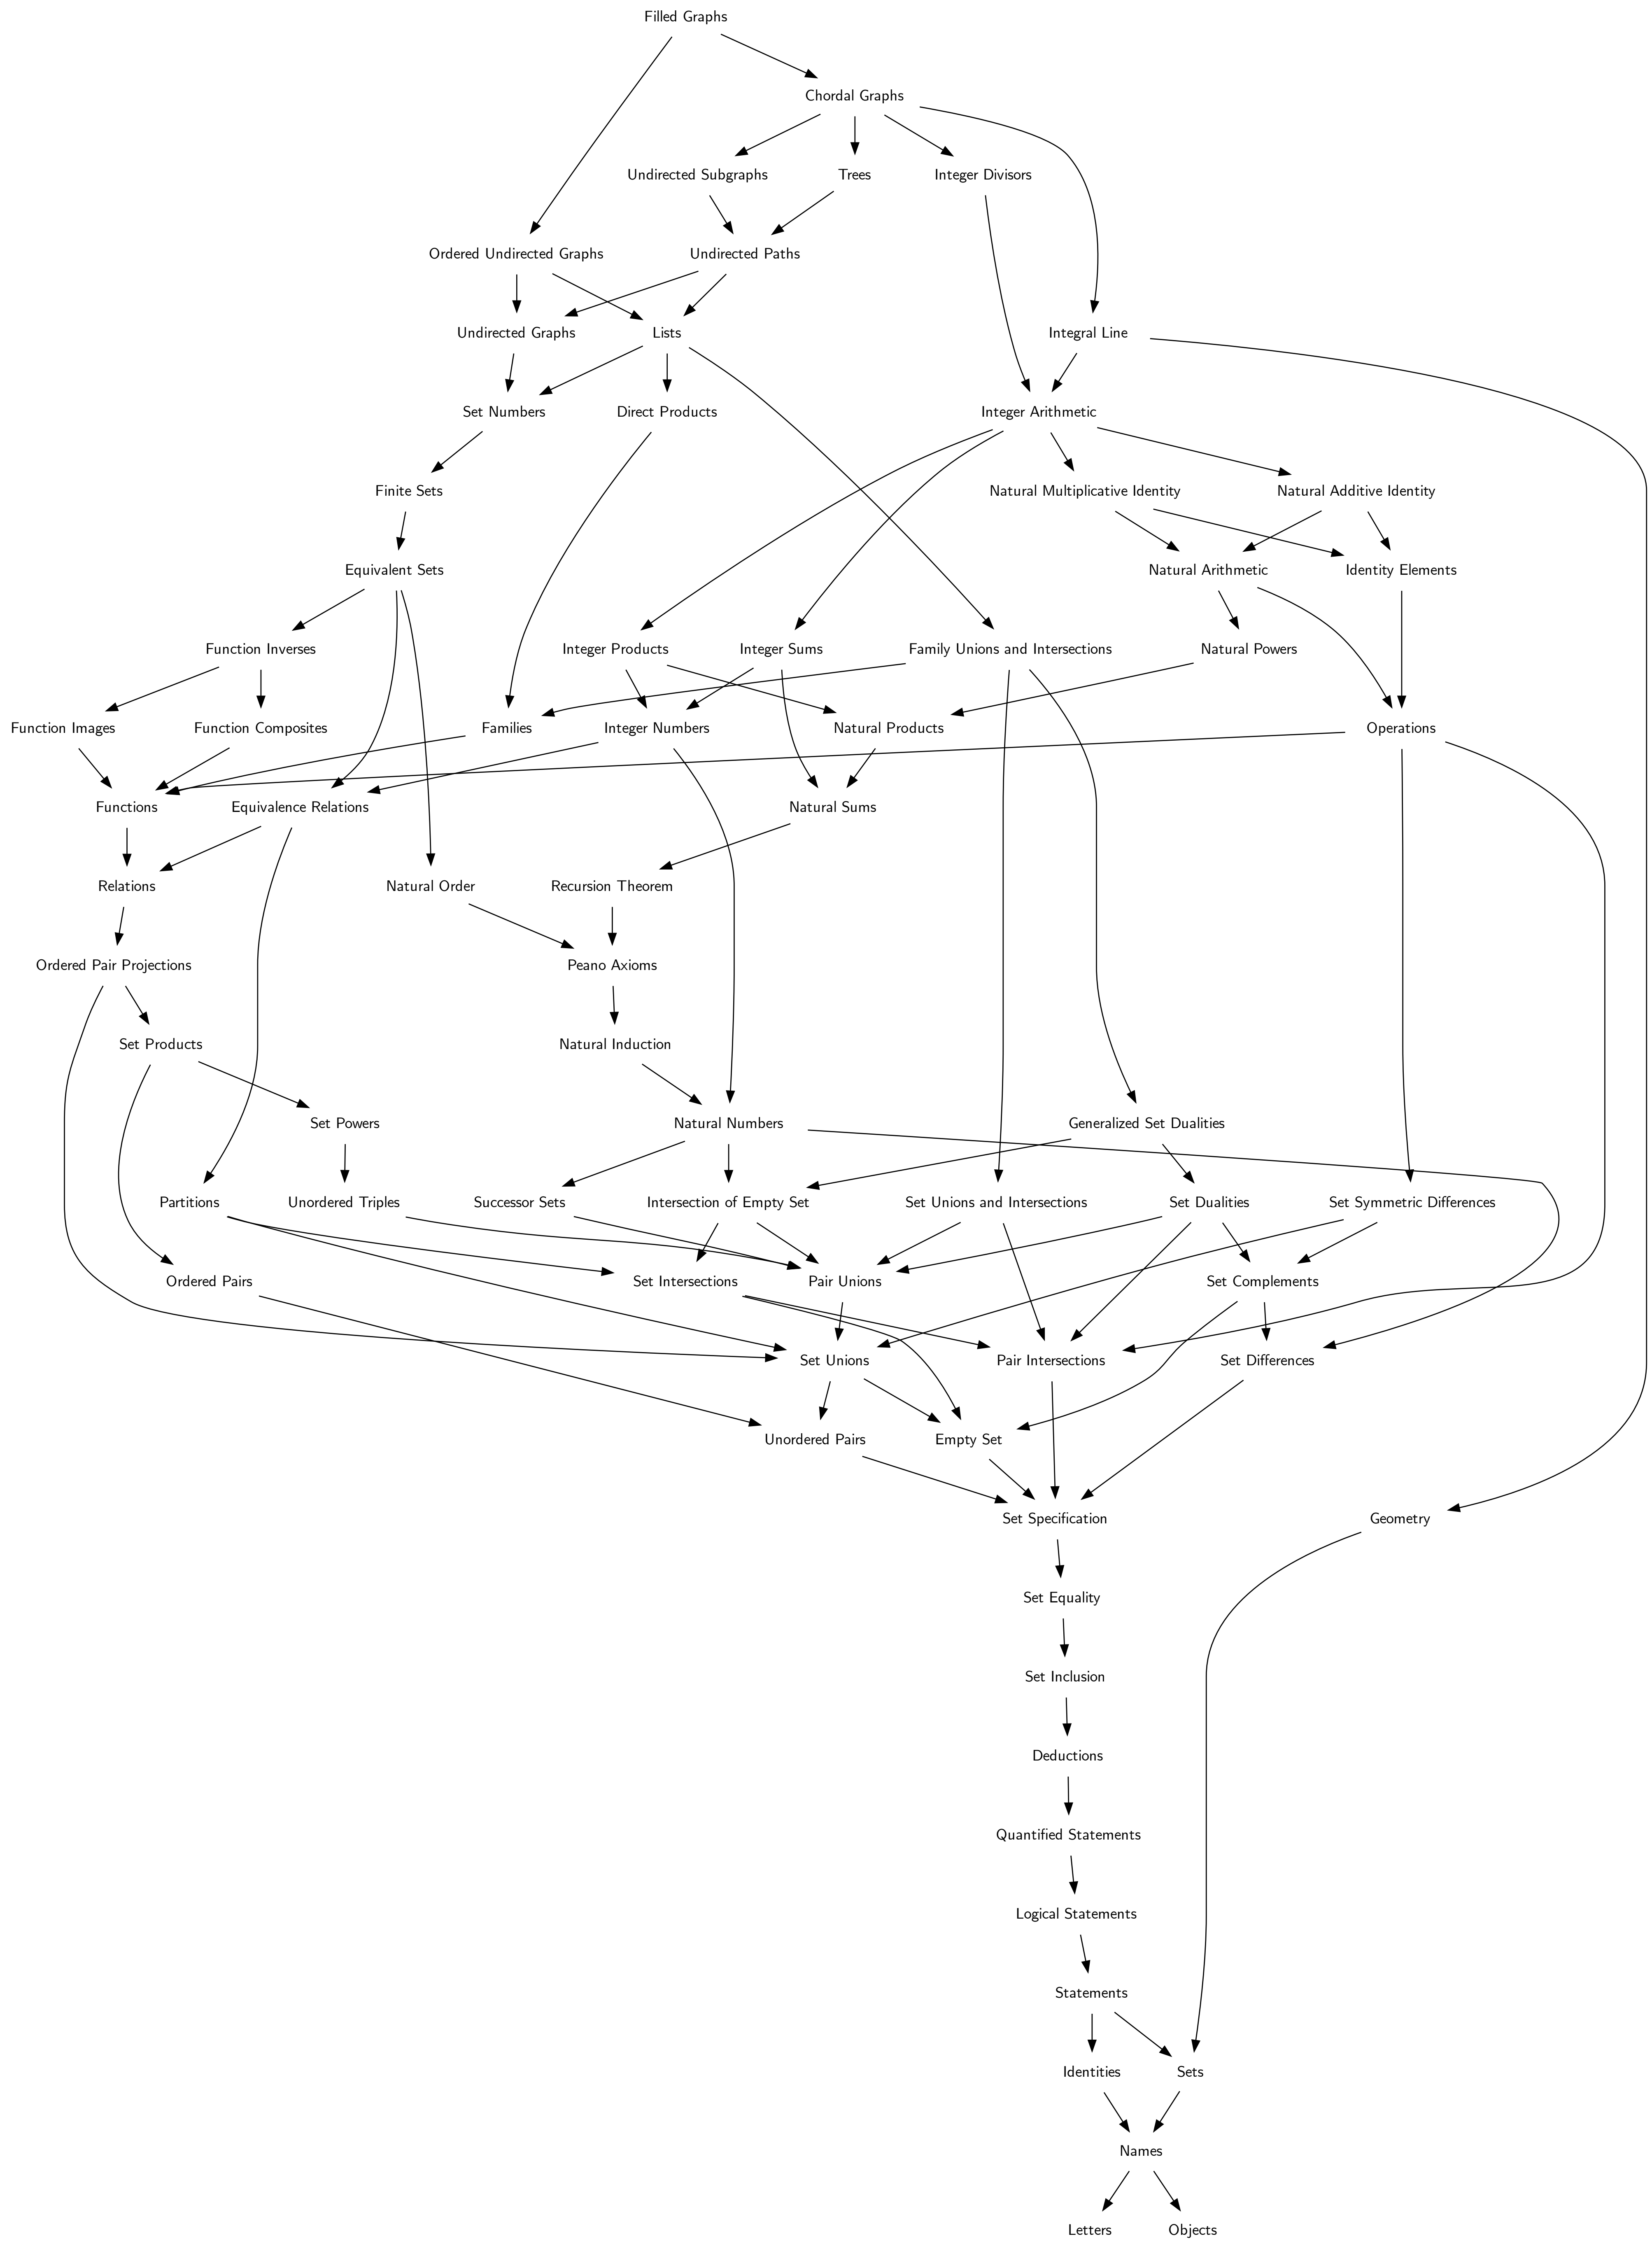 Filled Graphs
Chordal Graphs
Undirected Subgraphs
Trees
Integer Divisors
Ordered Undirected Graphs
Undirected Paths
Undirected Graphs
Lists
Integral Line
Set Numbers
Direct Products
Integer Arithmetic
Finite Sets
Natural Multiplicative Identity
Natural Additive Identity
Equivalent Sets
Natural Arithmetic
Identity Elements
Function Inverses
Integer Products
Integer Sums
Family Unions and Intersections
Natural Powers
Function Images
Function Composites
Families
Integer Numbers
Natural Products
Operations
Functions
Equivalence Relations
Natural Sums
Relations
Natural Order
Recursion Theorem
Ordered Pair Projections
Peano Axioms
Set Products
Natural Induction
Set Powers
Natural Numbers
Generalized Set Dualities
Partitions
Unordered Triples
Successor Sets
Intersection of Empty Set
Set Unions and Intersections
Set Dualities
Set Symmetric Differences
Ordered Pairs
Set Intersections
Pair Unions
Set Complements
Set Unions
Pair Intersections
Set Differences
Unordered Pairs
Empty Set
Set Specification
Geometry
Set Equality
Set Inclusion
Deductions
Quantified Statements
Logical Statements
Statements
Identities
Sets
Names
Letters
Objects